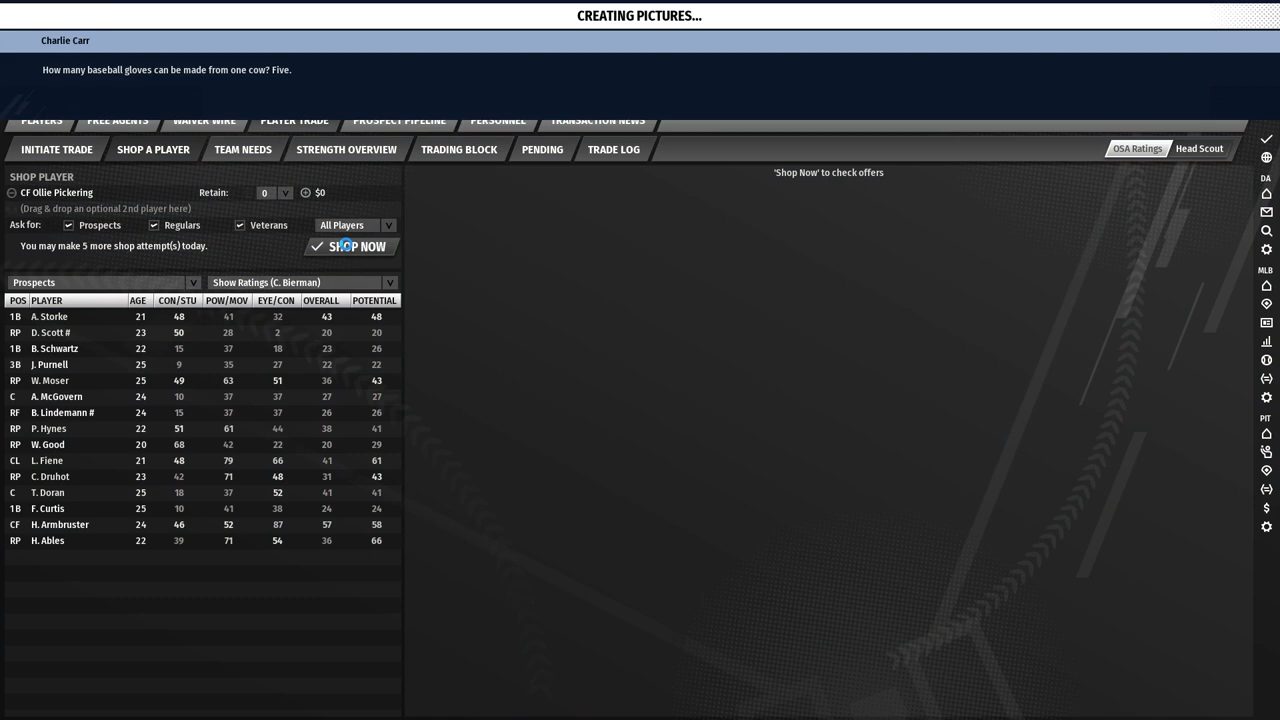 CREATING PICTURES...
Charlie Carr
How many baseball gloves can be made from one cow? Five.
PLAYERS FREE AGENTS WAIVER WIRE PLAYER TRADE PROSPECT PIPELINE PERSONNEL TRANSACTION NEWS
INITIATE TRADE SHOP A PLAYER TEAM NEEDS STRENGTH OVERVIEW TRADING BLOCK PENDING TRADE LOG OSA Ratings Head Scout
SHOP PLAYER
'Shop Now' to check offers
CF Ollie Pickering Retain: 0 $0
(Drag & drop an optional 2nd player here)
Ask for: Prospects Regulars Veterans All Players
You may make 5 more shop attempt(s) today. SHOP NOW
Prospects Show Ratings (C. Bierman)
POS PLAYER AGE CON/STU POW/MOV EYE/CON OVERALL POTENTIAL
1B A. Storke 21 48 41 32 43 48
RP D. Scott # 23 50 28 2 20 20
1B B. Schwartz 22 15 37 18 23 26
3B J. Purnell 25 9 35 27 22 22
RP W. Moser 25 49 63 51 36 43
C A. McGovern 24 10 37 37 27 27
RF B. Lindemann # 24 15 37 37 26 26
RP P. Hynes 22 51 61 44 38 41
RP W. Good 20 68 42 22 20 29
CL L. Fiene 21 48 79 66 41 61
RP C. Druhot 23 42 71 48 31 43
C T. Doran 25 18 37 52 41 41
1B F. Curtis 25 10 41 38 24 24
CF H. Armbruster 24 46 52 87 57 58
RP H. Ables 22 39 71 54 36 66
DA
MLB
PIT
$